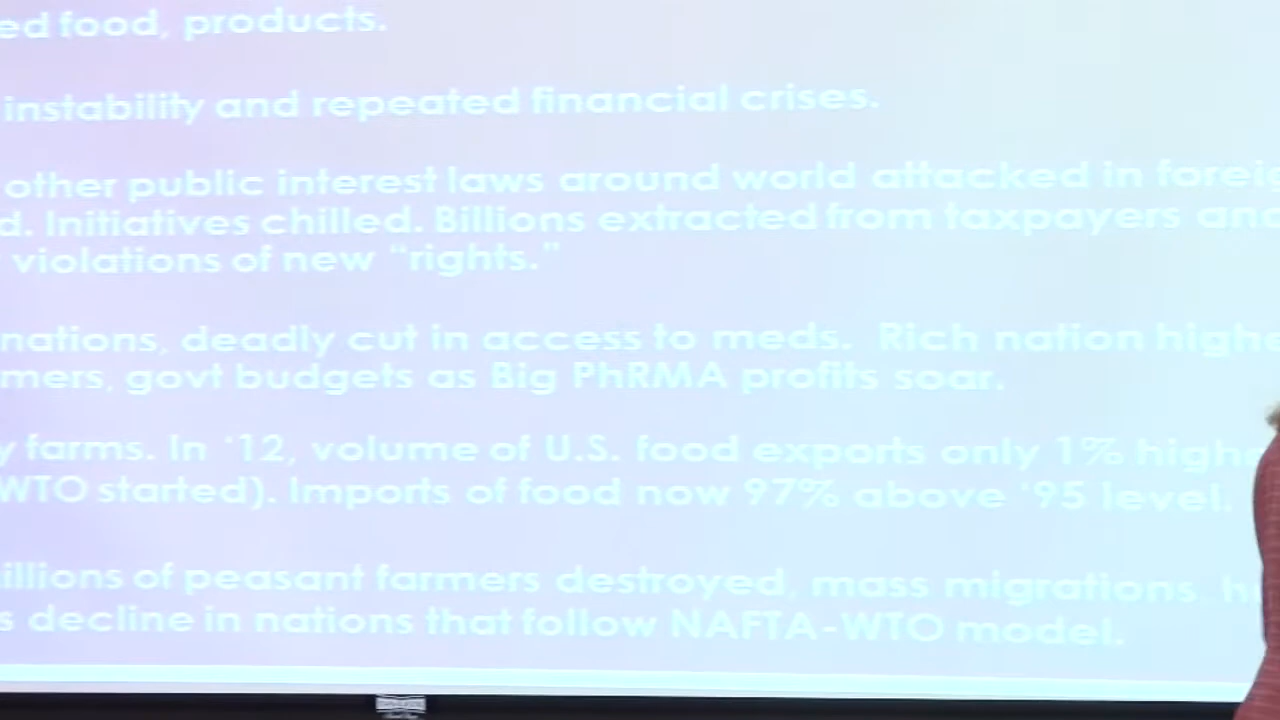 ed food, products.
instability and repeated financial crises.
other public interest laws around world attacked in foreig
d. Initiatives chilled. Billions extracted from taxpayers and
violations of new “rights.”
nations, deadly cut in access to meds. Rich nation highe
mers, govt budgets as Big PhRMA profits soar.
y farms. In ‘12, volume of U.S. food exports only 1% highe
WTO started). Imports of food now 97% above ‘95 level.
illions of peasant farmers destroyed, mass migrations, h
s decline in nations that follow NAFTA-WTO model.